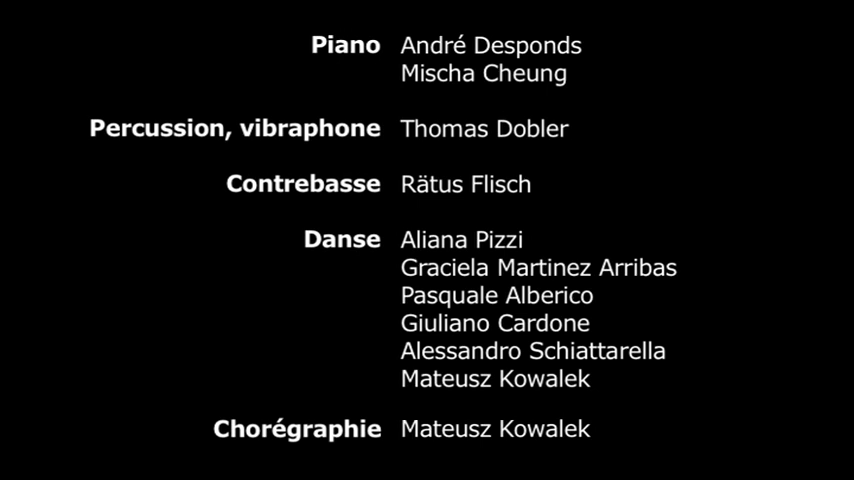 Piano André Desponds
Mischa Cheung
Percussion, vibraphone Thomas Dobler
Contrebasse Rätus Flisch
Danse Aliana Pizzi
Graciela Martinez Arribas
Pasquale Alberico
Giuliano Cardone
Alessandro Schiattarella
Mateusz Kowalek
Chorégraphie Mateusz Kowalek